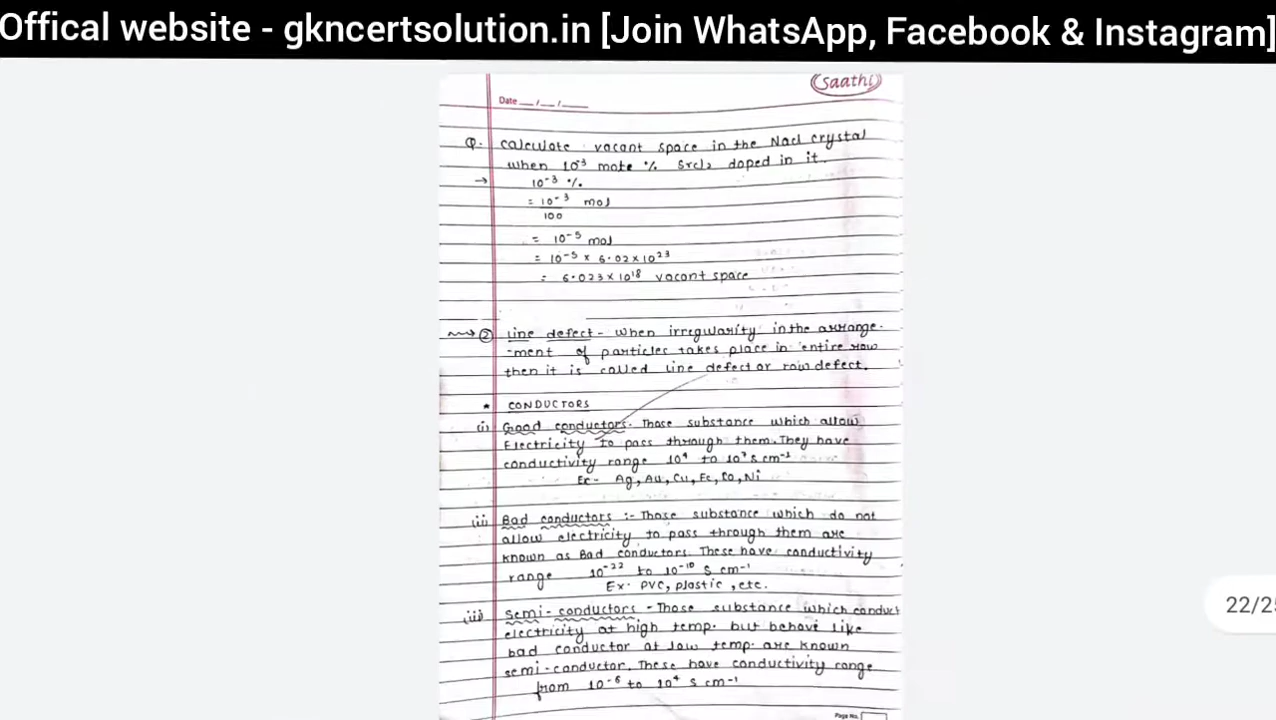 Offical website - gkncertsolution.in [Join WhatsApp, Facebook & Instagram]
Saathi
Date __/__/____
Q. Calculate vacant space in the Nacl crystal
when 10⁻³ mole % Srcl₂ doped in it.
→ 10⁻³ %
= 10⁻³ mol
100
= 10⁻⁵ mol
= 10⁻⁵ × 6.02×10²³
= 6.023×10¹⁸ vacant space
② Line defect - When irregularity in the arrange-
-ment of particles takes place in entire row
then it is called line defect or row defect.
★ CONDUCTORS
(i) Good conductors. Those substance which allow
Electricity to pass through them. They have
conductivity range 10⁴ to 10⁷ S cm⁻¹
Ex- Ag, Au, Cu, Fe, Co, Ni
(ii) Bad conductors :- Those substance which do not
allow electricity to pass through them are
known as Bad conductors. These have conductivity
range 10⁻²² to 10⁻¹⁰ S cm⁻¹
Ex. PVC, plastic, etc.
(iii) Semi-conductors - Those substance which conduct
electricity at high temp. but behave like
bad conductor at low temp. are known
semi-conductor. These have conductivity range
from 10⁻⁶ to 10⁴ S cm⁻¹
Page No.
22/25